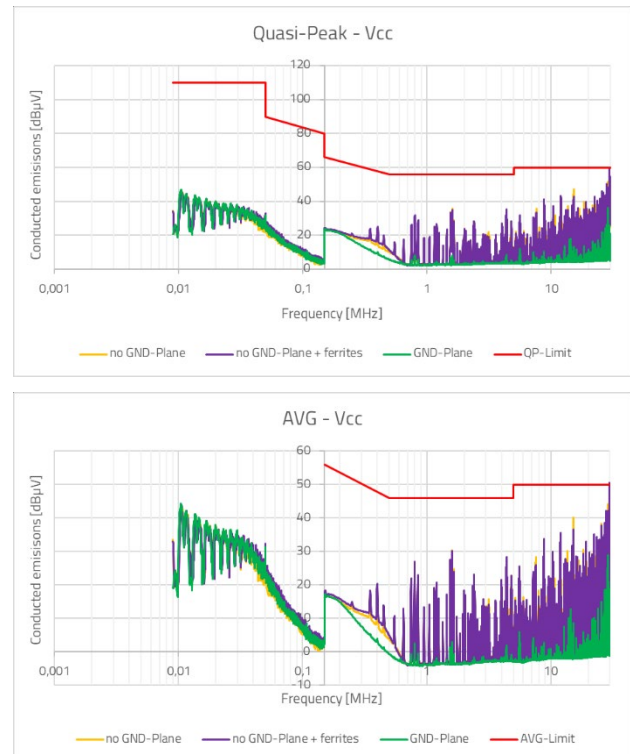 Quasi-Peak - Vcc
Conducted emisisons [dBµV]
120
100
80
60
40
20
0
0,001
0,01
0,1
1
10
Frequency [MHz]
no GND-Plane
no GND-Plane + ferrites
GND-Plane
QP-Limit
AVG - Vcc
Conducted emisisons [dBµV]
60
50
40
30
20
10
0
-10
0,001
0,01
0,1
1
10
Frequency [MHz]
no GND-Plane
no GND-Plane + ferrites
GND-Plane
AVG-Limit